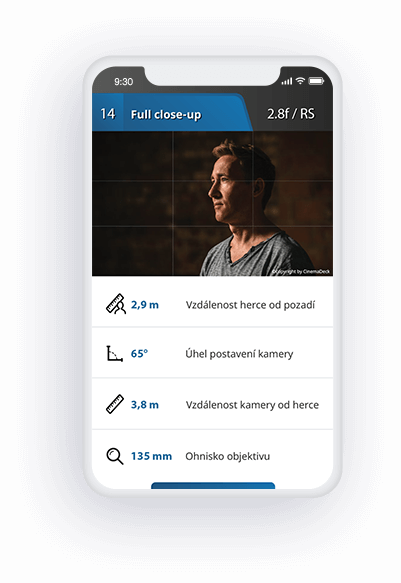 9:30
14 Full close-up 2.8f / RS
©Copyright by CinemaDeck
2,9 m Vzdálenost herce od pozadí
65° Úhel postavení kamery
3,8 m Vzdálenost kamery od herce
135 mm Ohnisko objektivu